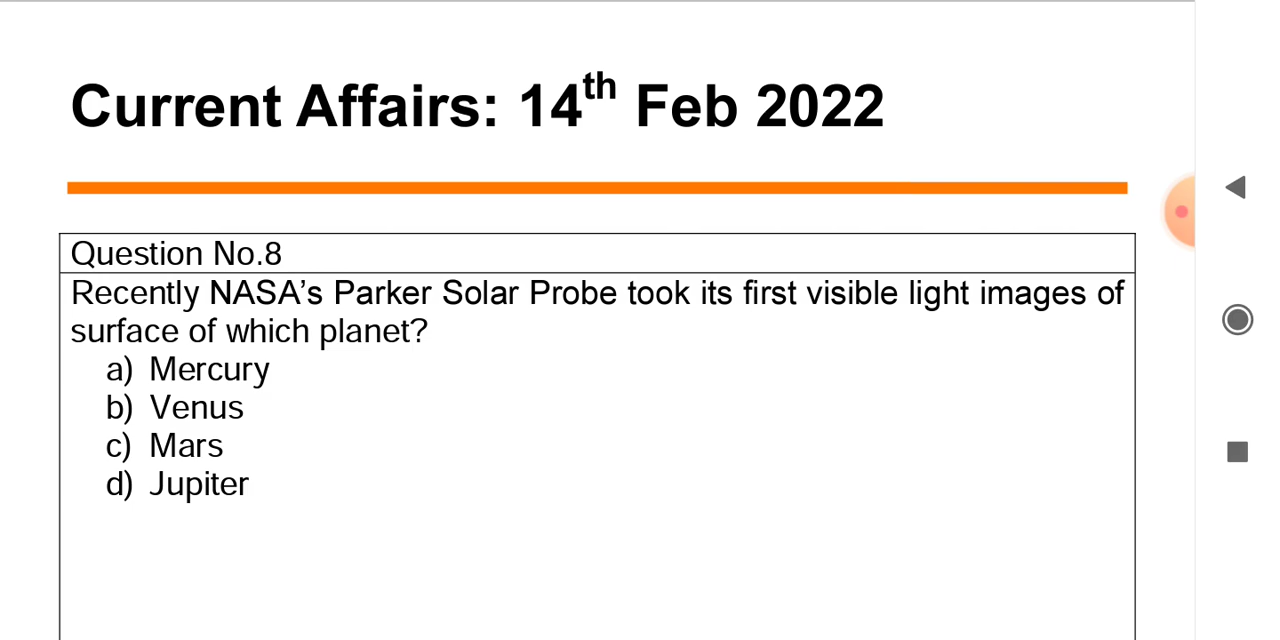 Current Affairs: 14th Feb 2022
Question No.8
Recently NASA’s Parker Solar Probe took its first visible light images of
surface of which planet?
a) Mercury
b) Venus
c) Mars
d) Jupiter